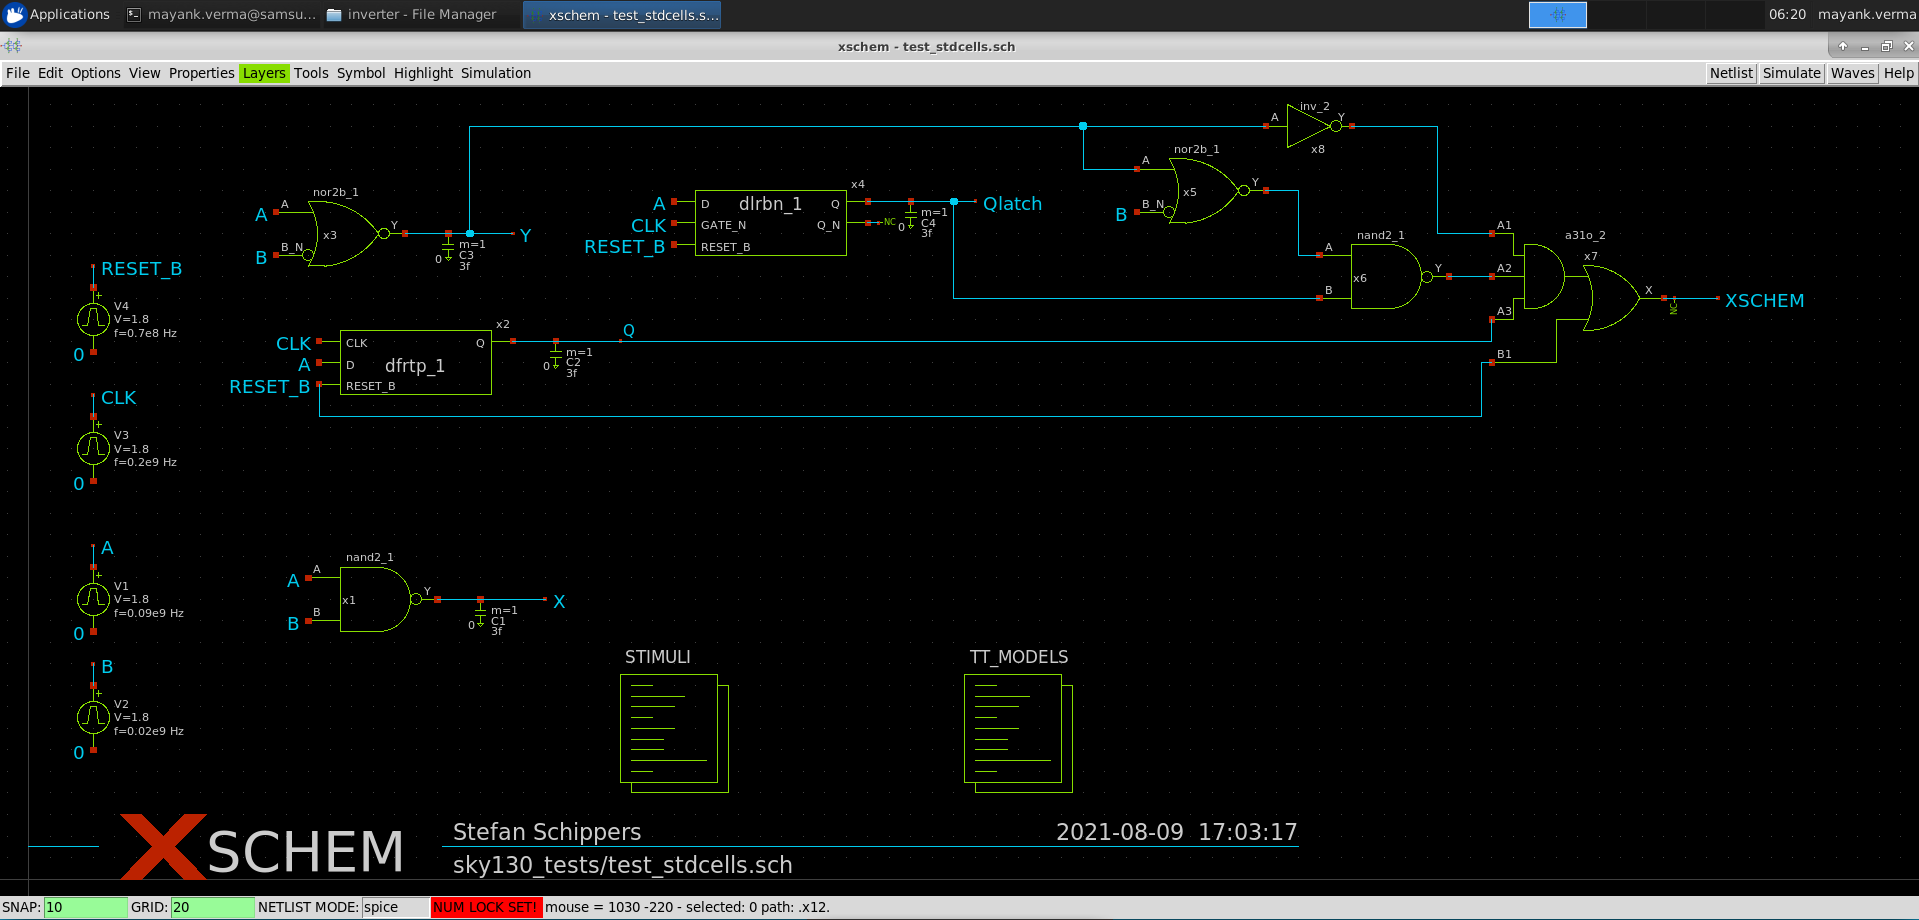 Applications mayank.verma@samsu... inverter - File Manager xschem - test_stdcells.s... 06:20 mayank.verma
xschem - test_stdcells.sch
File Edit Options View Properties Layers Tools Symbol Highlight Simulation Netlist Simulate Waves Help
inv_2
A Y
x8
nor2b_1
A
x5
Y
B B_N
nor2b_1
A A
x3
Y
B B_N
Y
m=1
C3
0 3f
x4
A D dlrbn_1 Q
CLK GATE_N Q_N
RESET_B RESET_B
NC
m=1
C4
0 3f
Qlatch
nand2_1
A
x6
Y
B
A1
A2
A3
B1
a31o_2
x7
X
NC
XSCHEM
RESET_B
+
V4
V=1.8
f=0.7e8 Hz
0
x2
CLK CLK Q
A D dfrtp_1
RESET_B RESET_B
Q
m=1
C2
0 3f
CLK
+
V3
V=1.8
f=0.2e9 Hz
0
A
+
V1
V=1.8
f=0.09e9 Hz
0
nand2_1
A A
x1
Y
B B
m=1
C1
0 3f
X
B
+
V2
V=1.8
f=0.02e9 Hz
0
STIMULI
TT_MODELS
XSCHEM
Stefan Schippers 2021-08-09 17:03:17
sky130_tests/test_stdcells.sch
SNAP: 10 GRID: 20 NETLIST MODE: spice NUM LOCK SET! mouse = 1030 -220 - selected: 0 path: .x12.